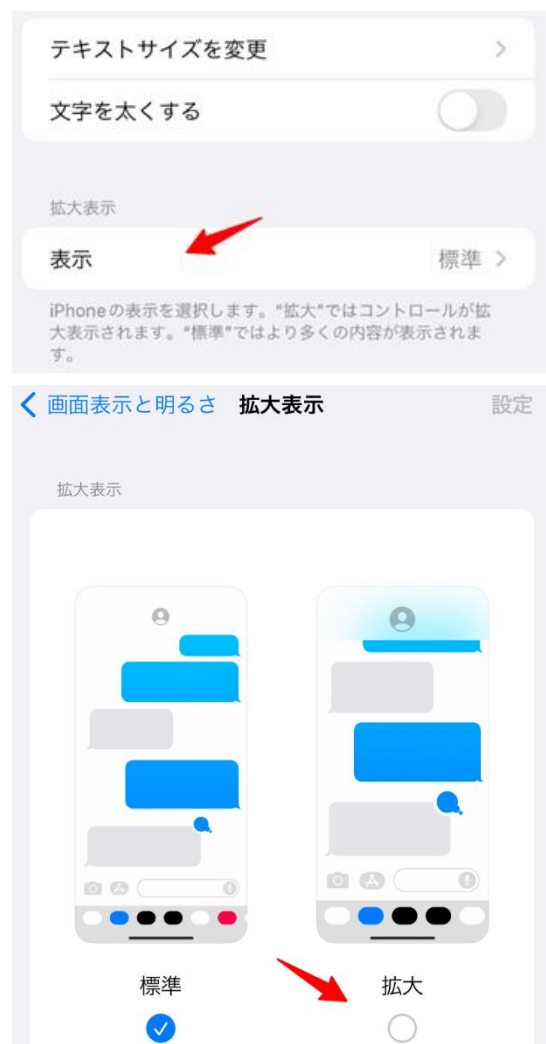 テキストサイズを変更
文字を太くする
拡大表示
表示 標準
iPhoneの表示を選択します。"拡大"ではコントロールが拡
大表示されます。"標準"ではより多くの内容が表示されま
す。
画面表示と明るさ 拡大表示 設定
拡大表示
標準 拡大